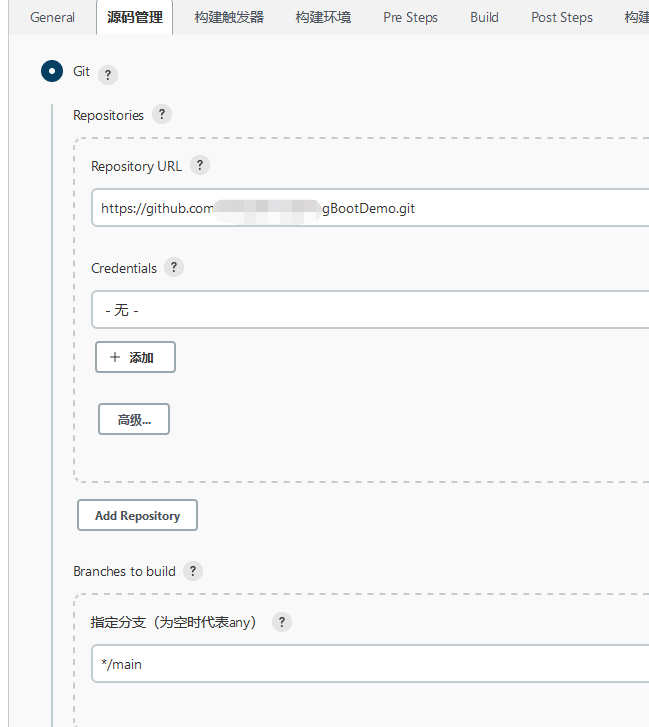 General 源码管理 构建触发器 构建环境 Pre Steps Build Post Steps 构建
Git ?
Repositories ?
Repository URL ?
https://github.com gBootDemo.git
Credentials ?
- 无 -
+ 添加
高级...
Add Repository
Branches to build ?
指定分支（为空时代表any） ?
*/main